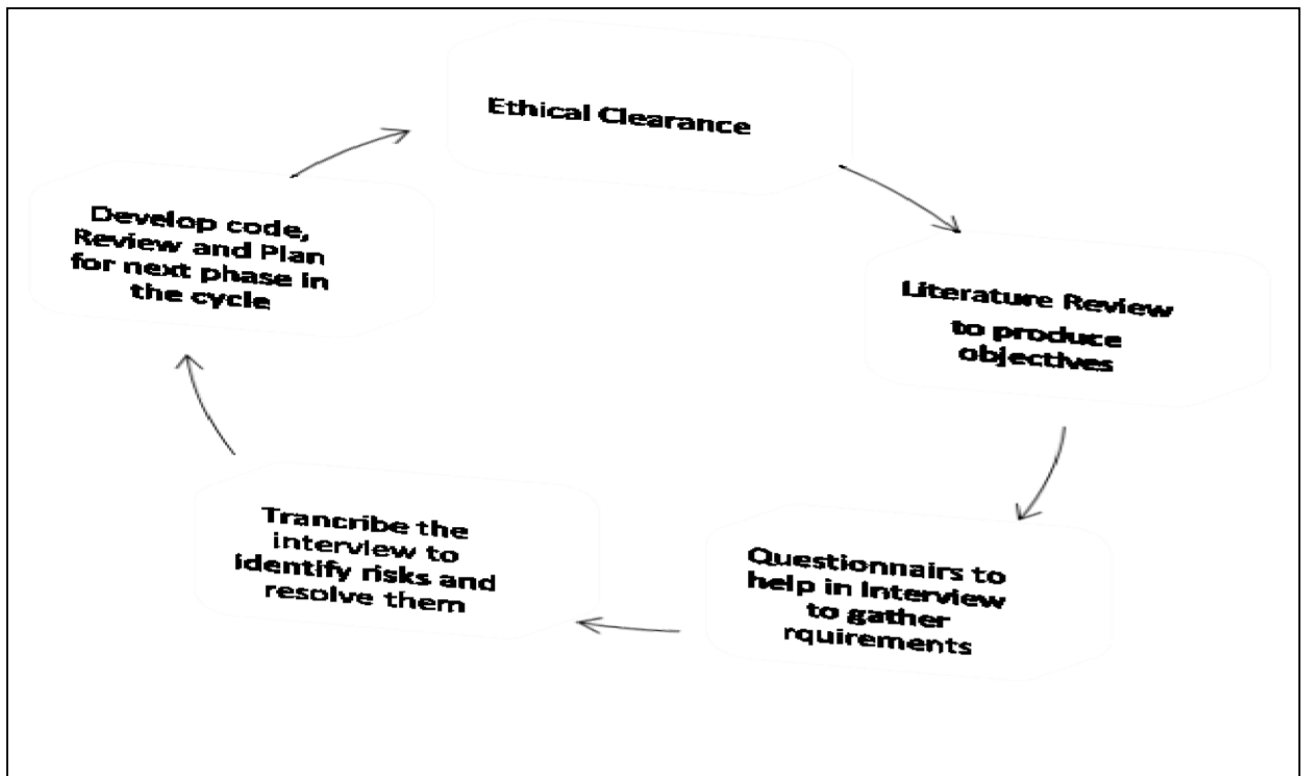 Ethical Clearance
Literature Review
to produce
objectives
Questionnairs to
help in Interview
to gather
rquirements
Trancribe the
interview to
identify risks and
resolve them
Develop code,
Review and Plan
for next phase in
the cycle